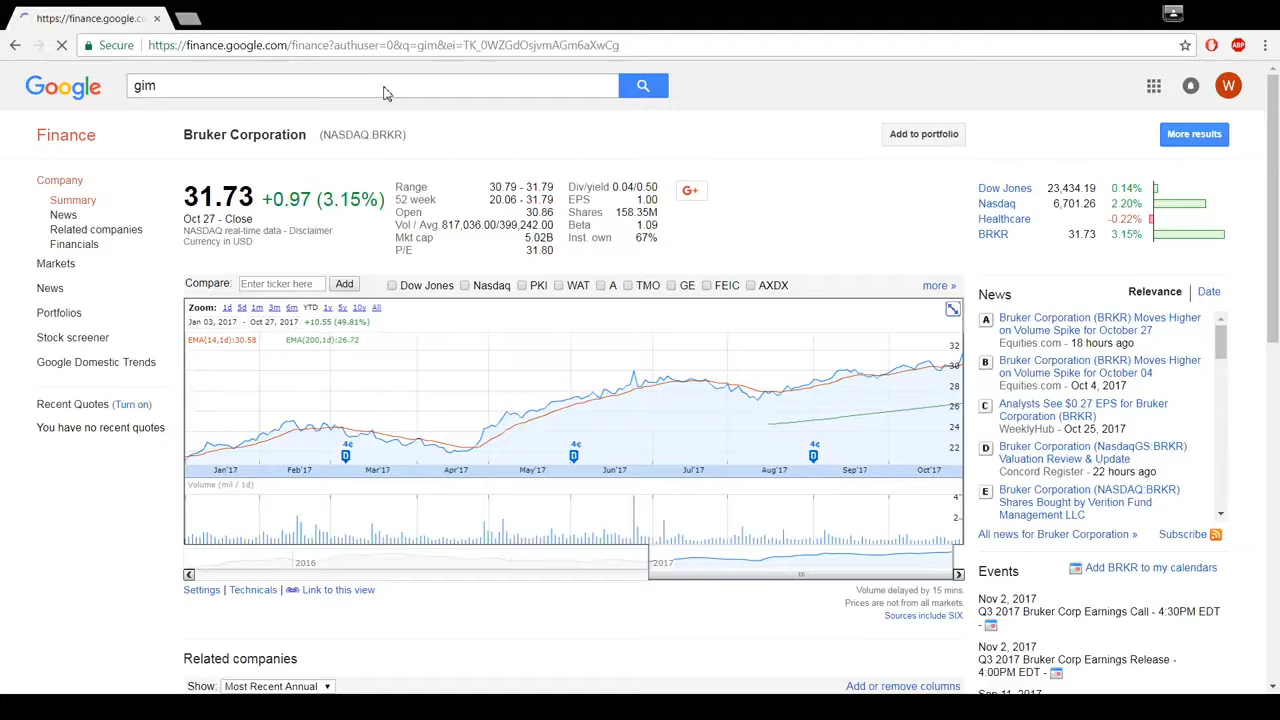 https://finance.google.co
Secure
https://finance.google.com/finance?authuser=0&q=gim&ei=TK_0WZGdOsjvmAGm6aXwCg
ABP
Google
gim
W
Finance
Bruker Corporation (NASDAQ:BRKR)
Add to portfolio
More results
Company
Summary
News
Related companies
Financials
Markets
News
Portfolios
Stock screener
Google Domestic Trends
Recent Quotes (Turn on)
You have no recent quotes
31.73 +0.97 (3.15%)
Oct 27 - Close
NASDAQ real-time data - Disclaimer
Currency in USD
Range 30.79 - 31.79
52 week 20.06 - 31.79
Open 30.86
Vol / Avg. 817,036.00/399,242.00
Mkt cap 5.02B
P/E 31.80
Div/yield 0.04/0.50
EPS 1.00
Shares 158.35M
Beta 1.09
Inst. own 67%
G+
Dow Jones 23,434.19 0.14%
Nasdaq 6,701.26 2.20%
Healthcare -0.22%
BRKR 31.73 3.15%
Compare: Enter ticker here Add Dow Jones Nasdaq PKI WAT A TMO GE FEIC AXDX more »
Zoom: 1d 5d 1m 3m 6m YTD 1y 5y 10y All
Jan 03, 2017 - Oct 27, 2017 +10.55 (49.81%)
EMA(14,1d):30.58 EMA(200,1d):26.72
32
30
28
26
24
22
4¢ 4¢ 4¢
D D D
Jan'17 Feb'17 Mar'17 Apr'17 May'17 Jun'17 Jul'17 Aug'17 Sep'17 Oct'17
Volume (mil / 1d)
4
2
2016 2017
Settings | Technicals | Link to this view
Volume delayed by 15 mins.
Prices are not from all markets.
Sources include SIX.
Related companies
Show: Most Recent Annual
Add or remove columns
News Relevance | Date
A Bruker Corporation (BRKR) Moves Higher
on Volume Spike for October 27
Equities.com - 18 hours ago
B Bruker Corporation (BRKR) Moves Higher
on Volume Spike for October 04
Equities.com - Oct 4, 2017
C Analysts See $0.27 EPS for Bruker
Corporation (BRKR)
WeeklyHub - Oct 25, 2017
D Bruker Corporation (NasdaqGS:BRKR)
Valuation Review & Update
Concord Register - 22 hours ago
E Bruker Corporation (NASDAQ:BRKR)
Shares Bought by Verition Fund
Management LLC
All news for Bruker Corporation » Subscribe
Events Add BRKR to my calendars
Nov 2, 2017
Q3 2017 Bruker Corp Earnings Call - 4:30PM EDT
-
Nov 2, 2017
Q3 2017 Bruker Corp Earnings Release -
4:00PM EDT -